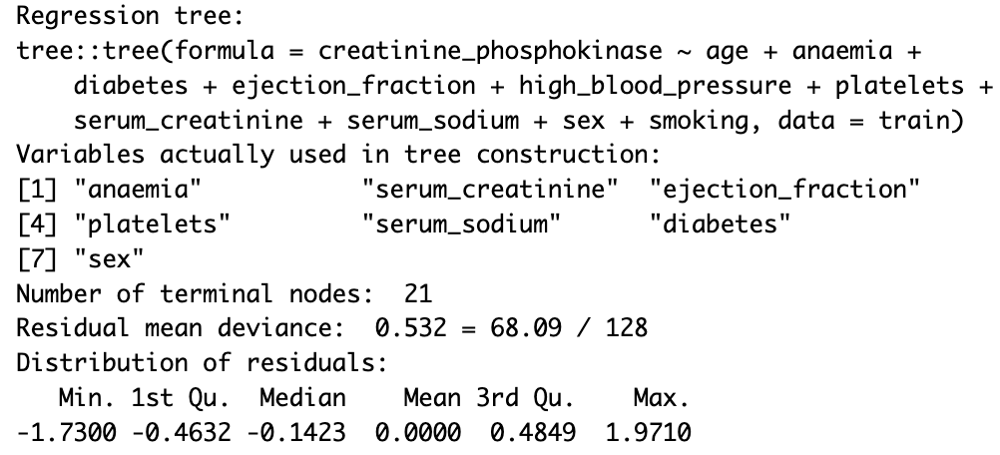 Regression tree:
tree::tree(formula = creatinine_phosphokinase ~ age + anaemia +
    diabetes + ejection_fraction + high_blood_pressure + platelets +
    serum_creatinine + serum_sodium + sex + smoking, data = train)
Variables actually used in tree construction:
[1] "anaemia"           "serum_creatinine"  "ejection_fraction"
[4] "platelets"         "serum_sodium"      "diabetes"
[7] "sex"
Number of terminal nodes:  21
Residual mean deviance:  0.532 = 68.09 / 128
Distribution of residuals:
   Min. 1st Qu.  Median    Mean 3rd Qu.    Max.
-1.7300 -0.4632 -0.1423  0.0000  0.4849  1.9710